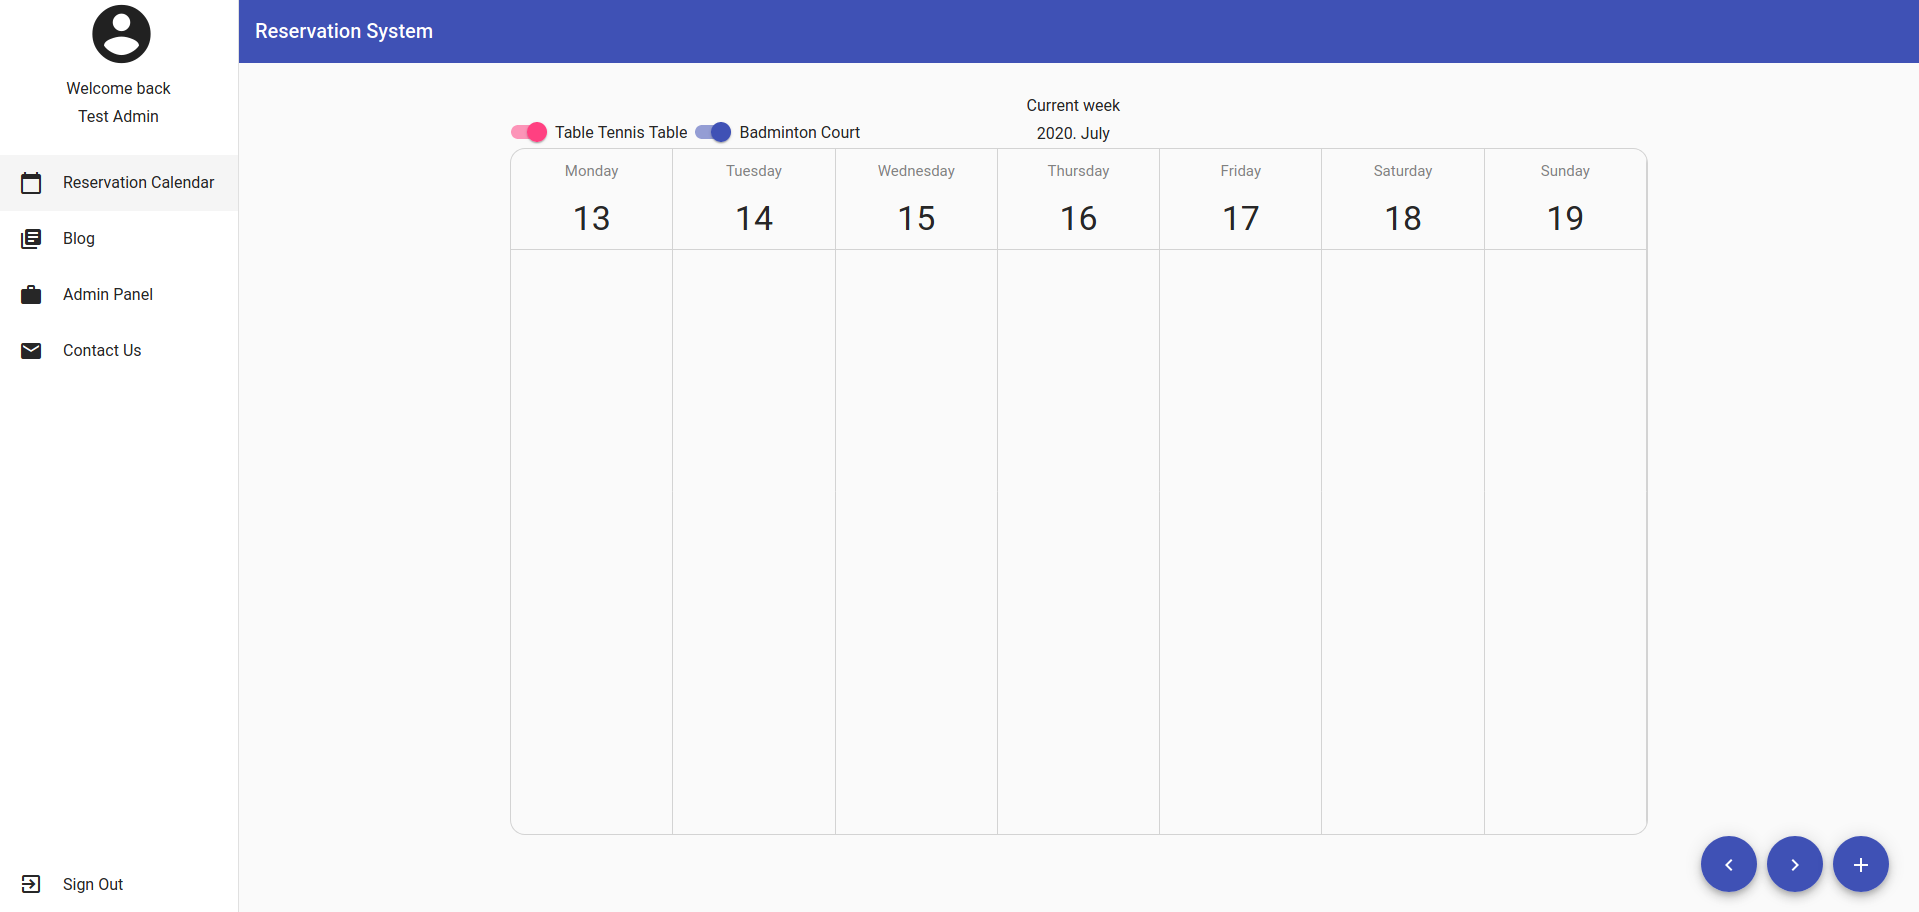 Reservation System
Welcome back
Test Admin
Reservation Calendar
Blog
Admin Panel
Contact Us
Sign Out
Current week
2020. July
Table Tennis Table Badminton Court
Monday Tuesday Wednesday Thursday Friday Saturday Sunday
13 14 15 16 17 18 19